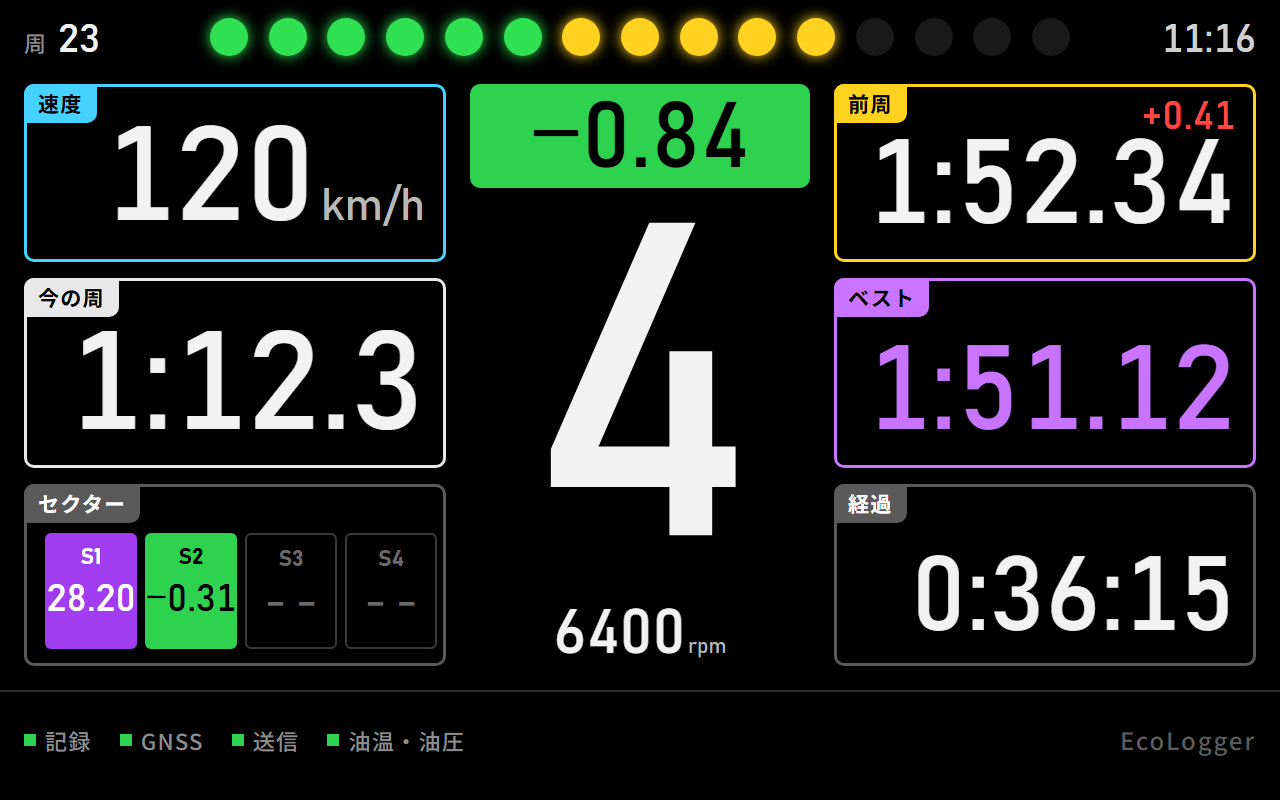 周 23
11:16
速度
120 km/h
−0.84
前周
+0.41
1:52.34
今の周
1:12.3
4
ベスト
1:51.12
セクター
S1
28.20
S2
−0.31
S3
– –
S4
– –
6400 rpm
経過
0:36:15
記録
GNSS
送信
油温・油圧
EcoLogger